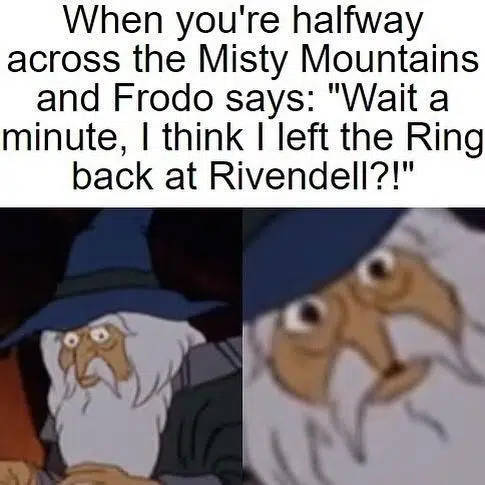 When you're halfway
across the Misty Mountains
and Frodo says: "Wait a
minute, I think I left the Ring
back at Rivendell?!"